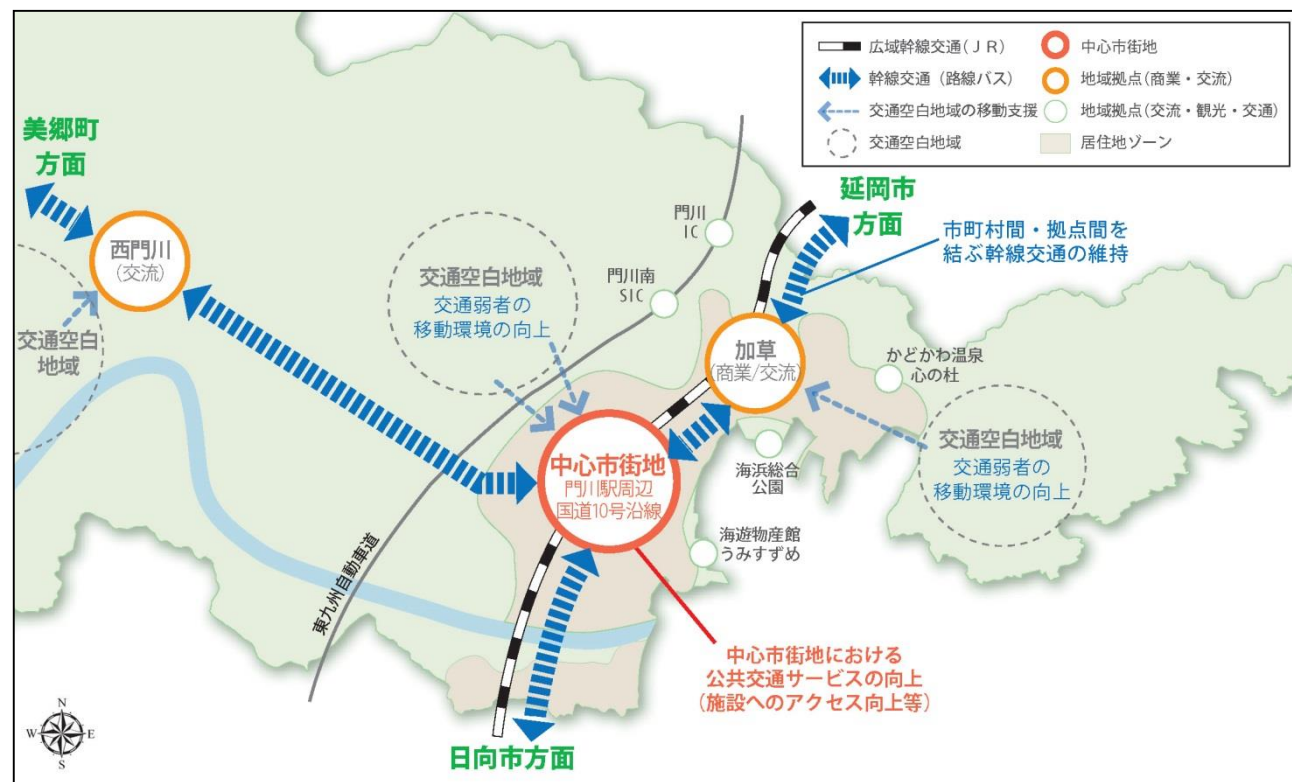 広域幹線交通(JR)
幹線交通（路線バス）
交通空白地域の移動支援
交通空白地域
中心市街地
地域拠点(商業・交流)
地域拠点(交流・観光・交通)
居住地ゾーン
美郷町
方面
西門川
(交流)
交通空白
地域
交通空白地域
交通弱者の
移動環境の向上
門川
IC
門川南
SIC
延岡市
方面
市町村間・拠点間を
結ぶ幹線交通の維持
加草
(商業/交流)
かどかわ温泉
心の杜
交通空白地域
交通弱者の
移動環境の向上
海浜総合
公園
中心市街地
門川駅周辺
国道10号沿線
海遊物産館
うみすずめ
東九州自動車道
中心市街地における
公共交通サービスの向上
(施設へのアクセス向上等)
日向市方面
N
W
E
S